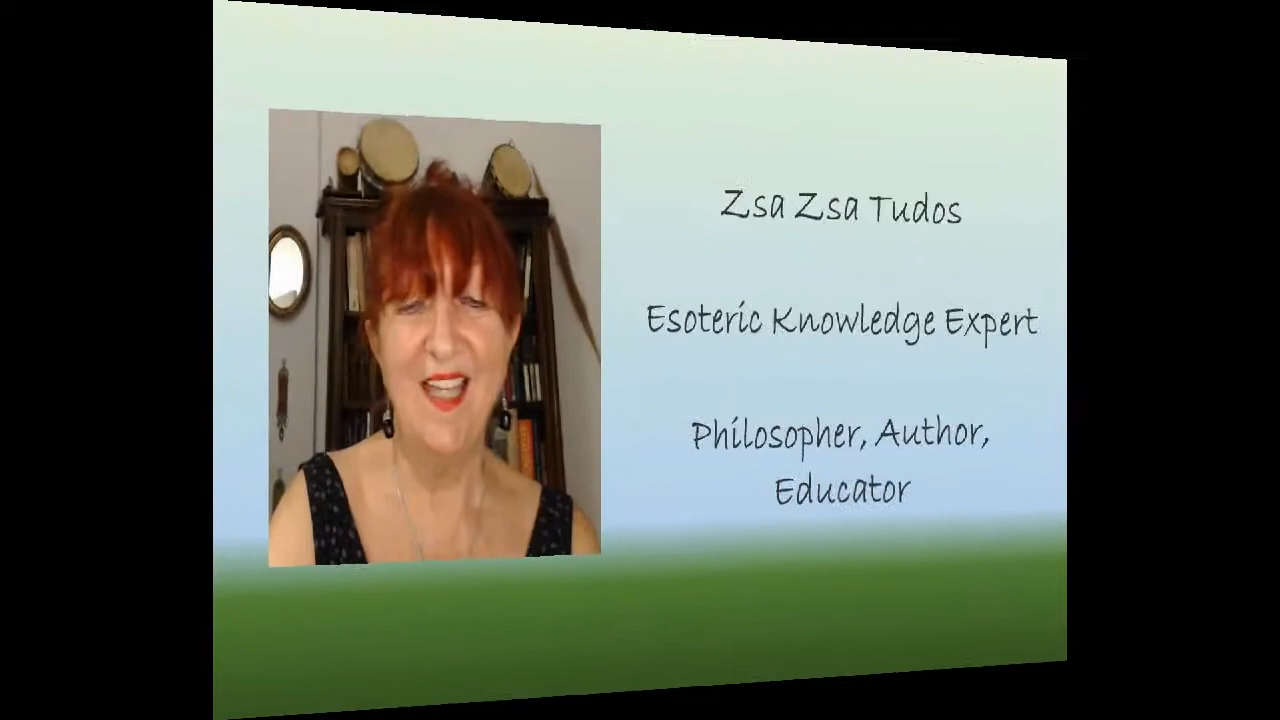 Zsa Zsa Tudos
Esoteric Knowledge Expert
Philosopher, Author,
Educator